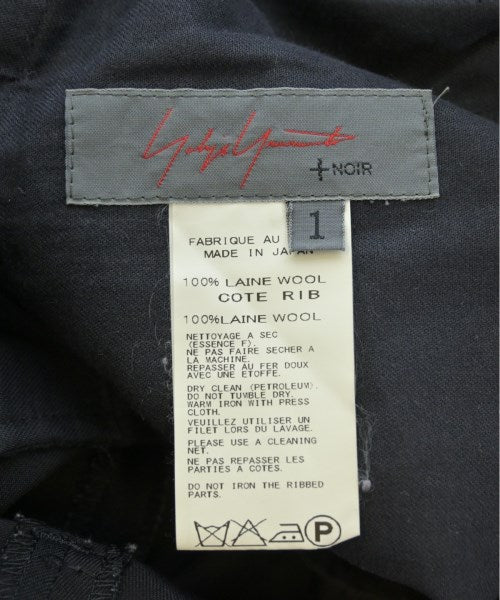 Yohji Yamamoto
+NOIR
1
FABRIQUE AU
MADE IN JAPAN
100% LAINE WOOL
COTE RIB
100%LAINE WOOL
NETTOYAGE A SEC
(ESSENCE F).
NE PAS FAIRE SECHER A
LA MACHINE.
REPASSER AU FER DOUX
AVEC UNE ETOFFE.
DRY CLEAN (PETROLEUM).
DO NOT TUMBLE DRY.
WARM IRON WITH PRESS
CLOTH.
VEUILLEZ UTILISER UN
FILET LORS DU LAVAGE.
PLEASE USE A CLEANING
NET.
NE PAS REPASSER LES
PARTIES A COTES.
DO NOT IRON THE RIBBED
PARTS.
P